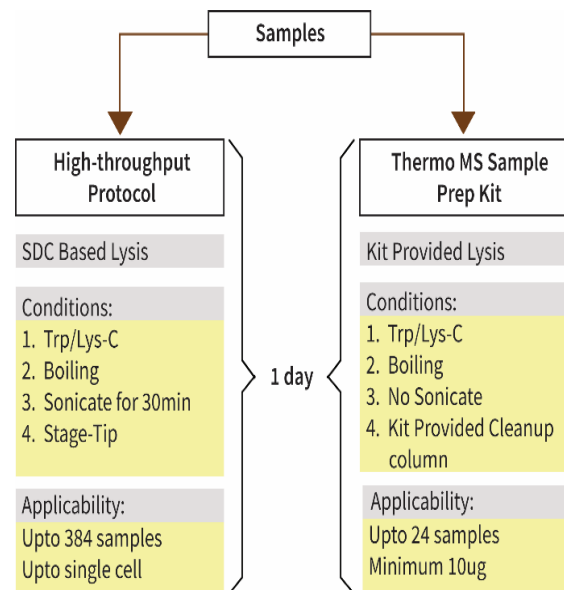 Samples
High-throughput
Protocol
SDC Based Lysis
Conditions:
1. Trp/Lys-C
2. Boiling
3. Sonicate for 30min
4. Stage-Tip
Applicability:
Upto 384 samples
Upto single cell
1 day
Thermo MS Sample
Prep Kit
Kit Provided Lysis
Conditions:
1. Trp/Lys-C
2. Boiling
3. No Sonicate
4. Kit Provided Cleanup
column
Applicability:
Upto 24 samples
Minimum 10ug